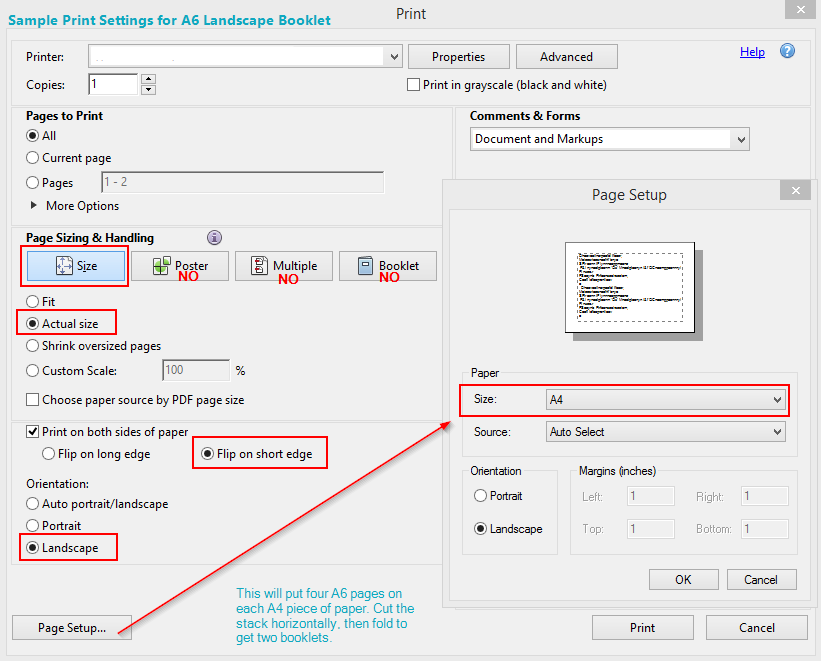 Sample Print Settings for A6 Landscape Booklet
Print
Printer:
Properties
Advanced
Help
Copies:
1
Print in grayscale (black and white)
Pages to Print
All
Current page
Pages
1 - 2
More Options
Comments & Forms
Document and Markups
Page Sizing & Handling
Size
Poster
NO
Multiple
NO
Booklet
NO
Fit
Actual size
Shrink oversized pages
Custom Scale:
100
%
Choose paper source by PDF page size
Print on both sides of paper
Flip on long edge
Flip on short edge
Orientation:
Auto portrait/landscape
Portrait
Landscape
This will put four A6 pages on
each A4 piece of paper. Cut the
stack horizontally, then fold to
get two booklets.
Page Setup...
Print
Cancel
Page Setup
Paper
Size:
A4
Source:
Auto Select
Orientation
Portrait
Landscape
Margins (inches)
Left:
1
Right:
1
Top:
1
Bottom:
1
OK
Cancel